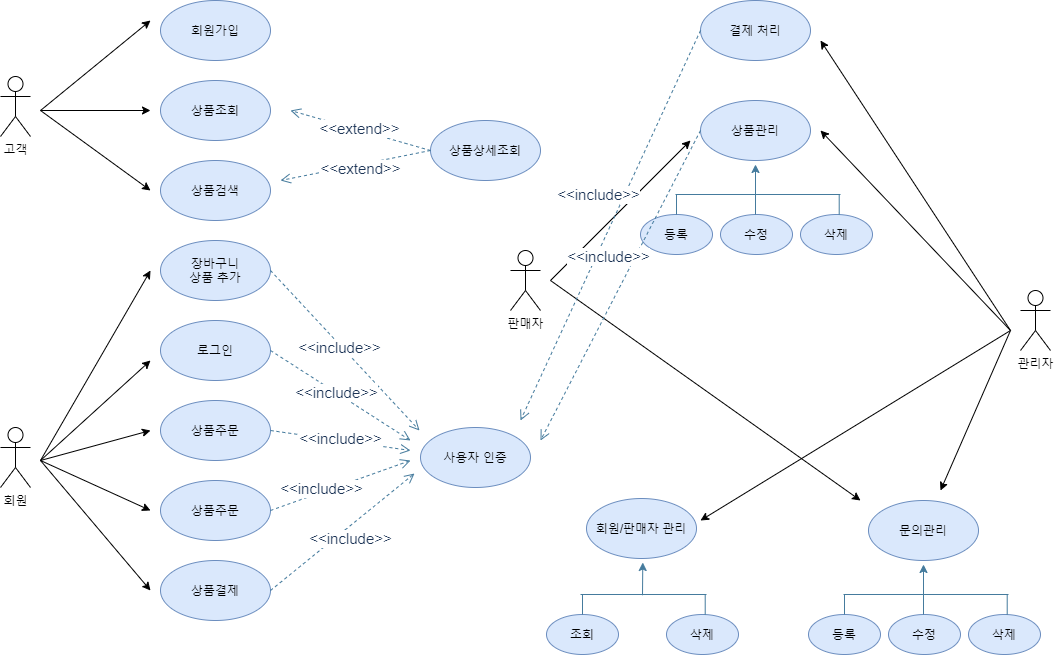 회원가입
결제 처리
상품조회
<<extend>>
상품관리
고객
상품상세조회
<<extend>>
상품검색
<<include>>
등록
수정
삭제
<<include>>
장바구니
상품 추가
판매자
<<include>>
로그인
관리자
<<include>>
상품주문
<<include>>
사용자 인증
<<include>>
회원
상품주문
<<include>>
회원/판매자 관리
문의관리
상품결제
조회
삭제
등록
수정
삭제